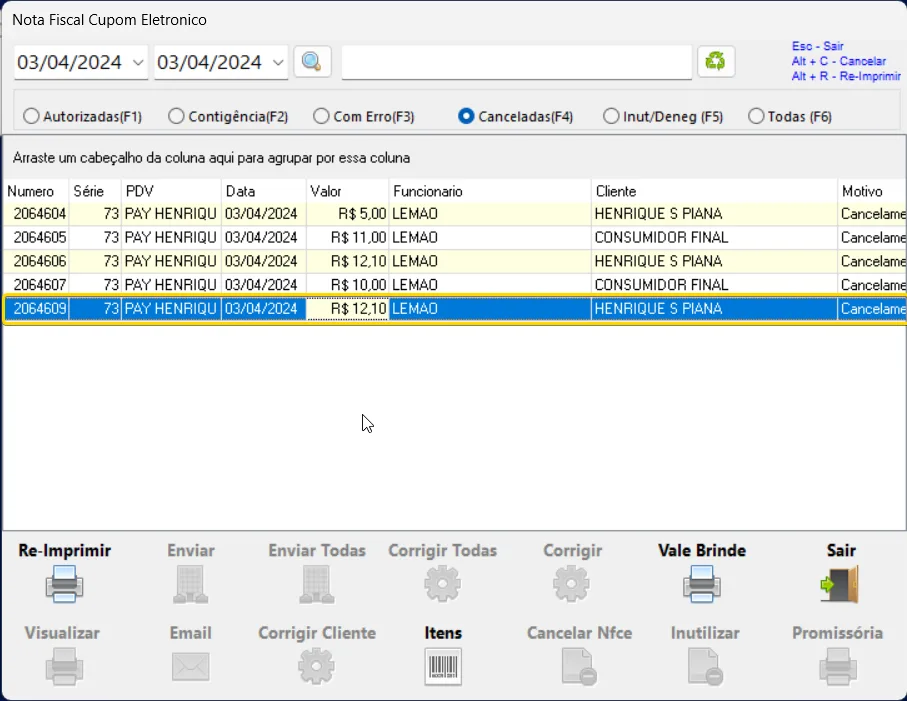 Nota Fiscal Cupom Eletronico
03/04/2024 03/04/2024
Esc - Sair
Alt + C - Cancelar
Alt + R - Re-Imprimir
Autorizadas(F1) Contigência(F2) Com Erro(F3) Canceladas(F4) Inut/Deneg (F5) Todas (F6)
Arraste um cabeçalho da coluna aqui para agrupar por essa coluna
Numero Série PDV Data Valor Funcionario Cliente Motivo
2064604 73 PAY HENRIQU 03/04/2024 R$ 5,00 LEMAO HENRIQUE S PIANA Cancelame
2064605 73 PAY HENRIQU 03/04/2024 R$ 11,00 LEMAO CONSUMIDOR FINAL Cancelame
2064606 73 PAY HENRIQU 03/04/2024 R$ 12,10 LEMAO HENRIQUE S PIANA Cancelame
2064607 73 PAY HENRIQU 03/04/2024 R$ 10,00 LEMAO CONSUMIDOR FINAL Cancelame
2064609 73 PAY HENRIQU 03/04/2024 R$ 12,10 LEMAO HENRIQUE S PIANA Cancelame
Re-Imprimir Enviar Enviar Todas Corrigir Todas Corrigir Vale Brinde Sair
Visualizar Email Corrigir Cliente Itens Cancelar Nfce Inutilizar Promissória